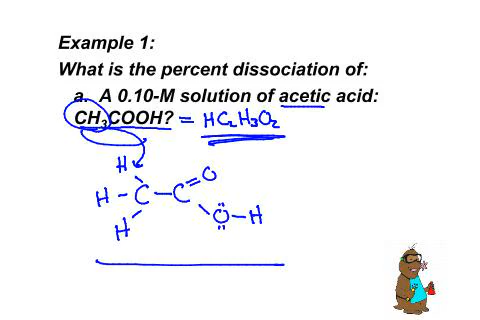 Example 1:
What is the percent dissociation of:
a. A 0.10-M solution of acetic acid:
CH₃COOH? = HC₂H₃O₂
H
O
H - C - C
H
O - H